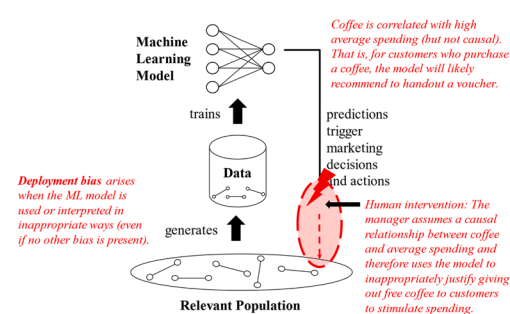 Coffee is correlated with high
average spending (but not causal).
That is, for customers who purchase
a coffee, the model will likely
recommend to handout a voucher.
Machine
Learning
Model
trains
predictions
trigger
marketing
decisions
and actions
Data
Deployment bias arises
when the ML model is
used or interpreted in
inappropriate ways (even
if no other bias is present).
generates
Human intervention: The
manager assumes a causal
relationship between coffee
and average spending and
therefore uses the model to
inappropriately justify giving
out free coffee to customers
to stimulate spending.
Relevant Population